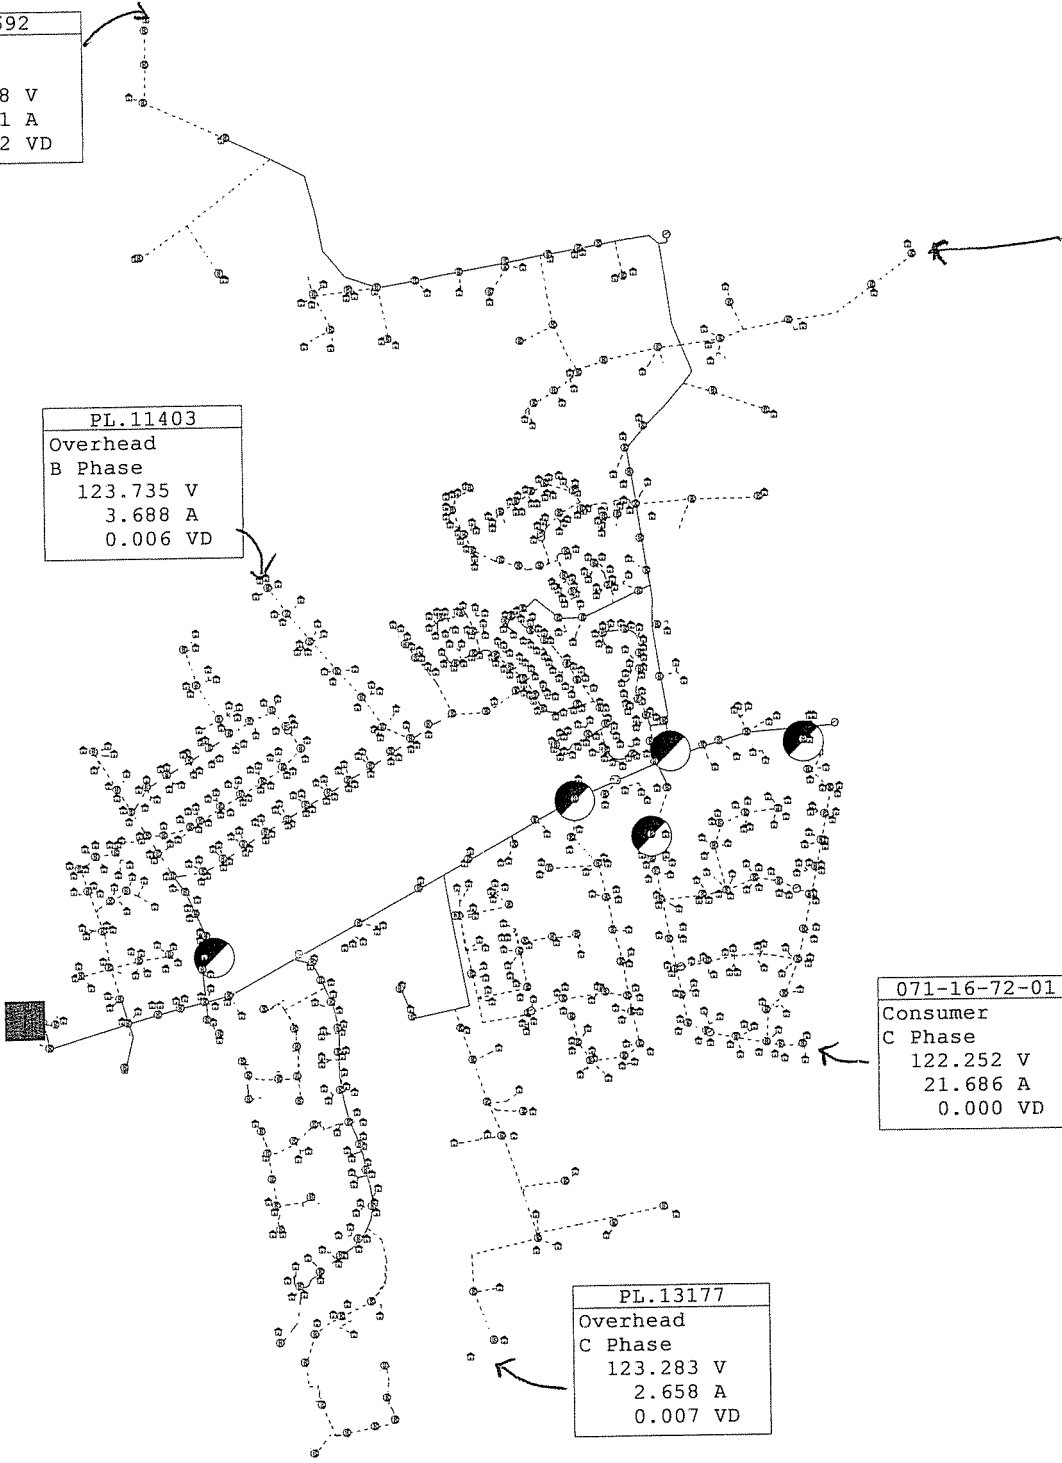 592
8 V
1 A
2 VD
PL.11403
Overhead
B Phase
123.735 V
3.688 A
0.006 VD
071-16-72-01
Consumer
C Phase
122.252 V
21.686 A
0.000 VD
PL.13177
Overhead
C Phase
123.283 V
2.658 A
0.007 VD